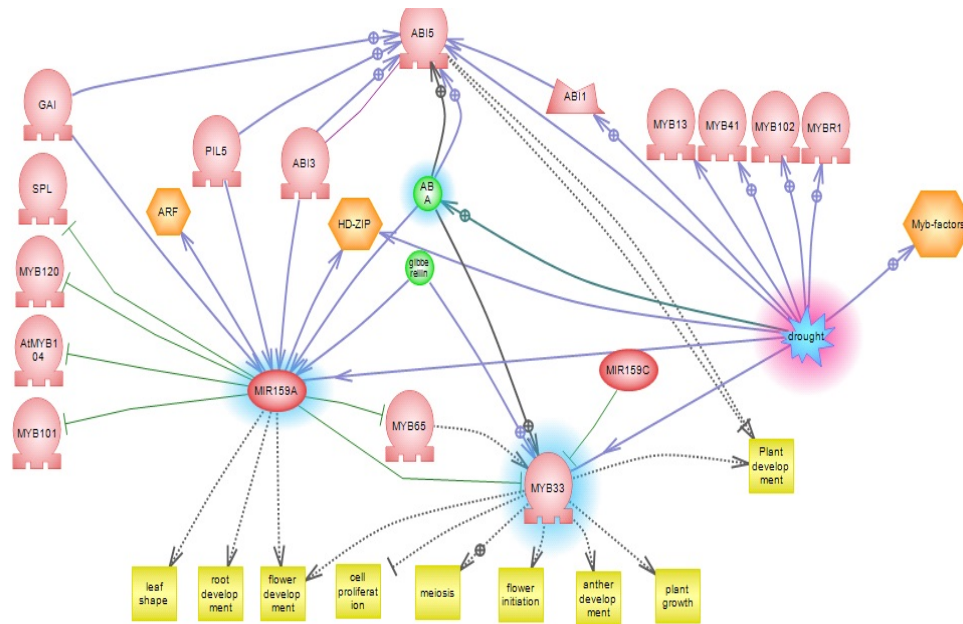 ABI5
GAI
ABI1
MYB13
MYB41
MYB102
MYBR1
PIL5
ABI3
SPL
AB
A
ARF
HD-ZIP
Myb-factors
MYB120
gibbe
rellin
AtMYB1
04
drought
MIR159C
MIR159A
MYB101
MYB65
Plant
develop
ment
MYB33
leaf
shape
root
develop
ment
flower
develop
ment
cell
proliferat
ion
meiosis
flower
initiation
anther
develop
ment
plant
growth